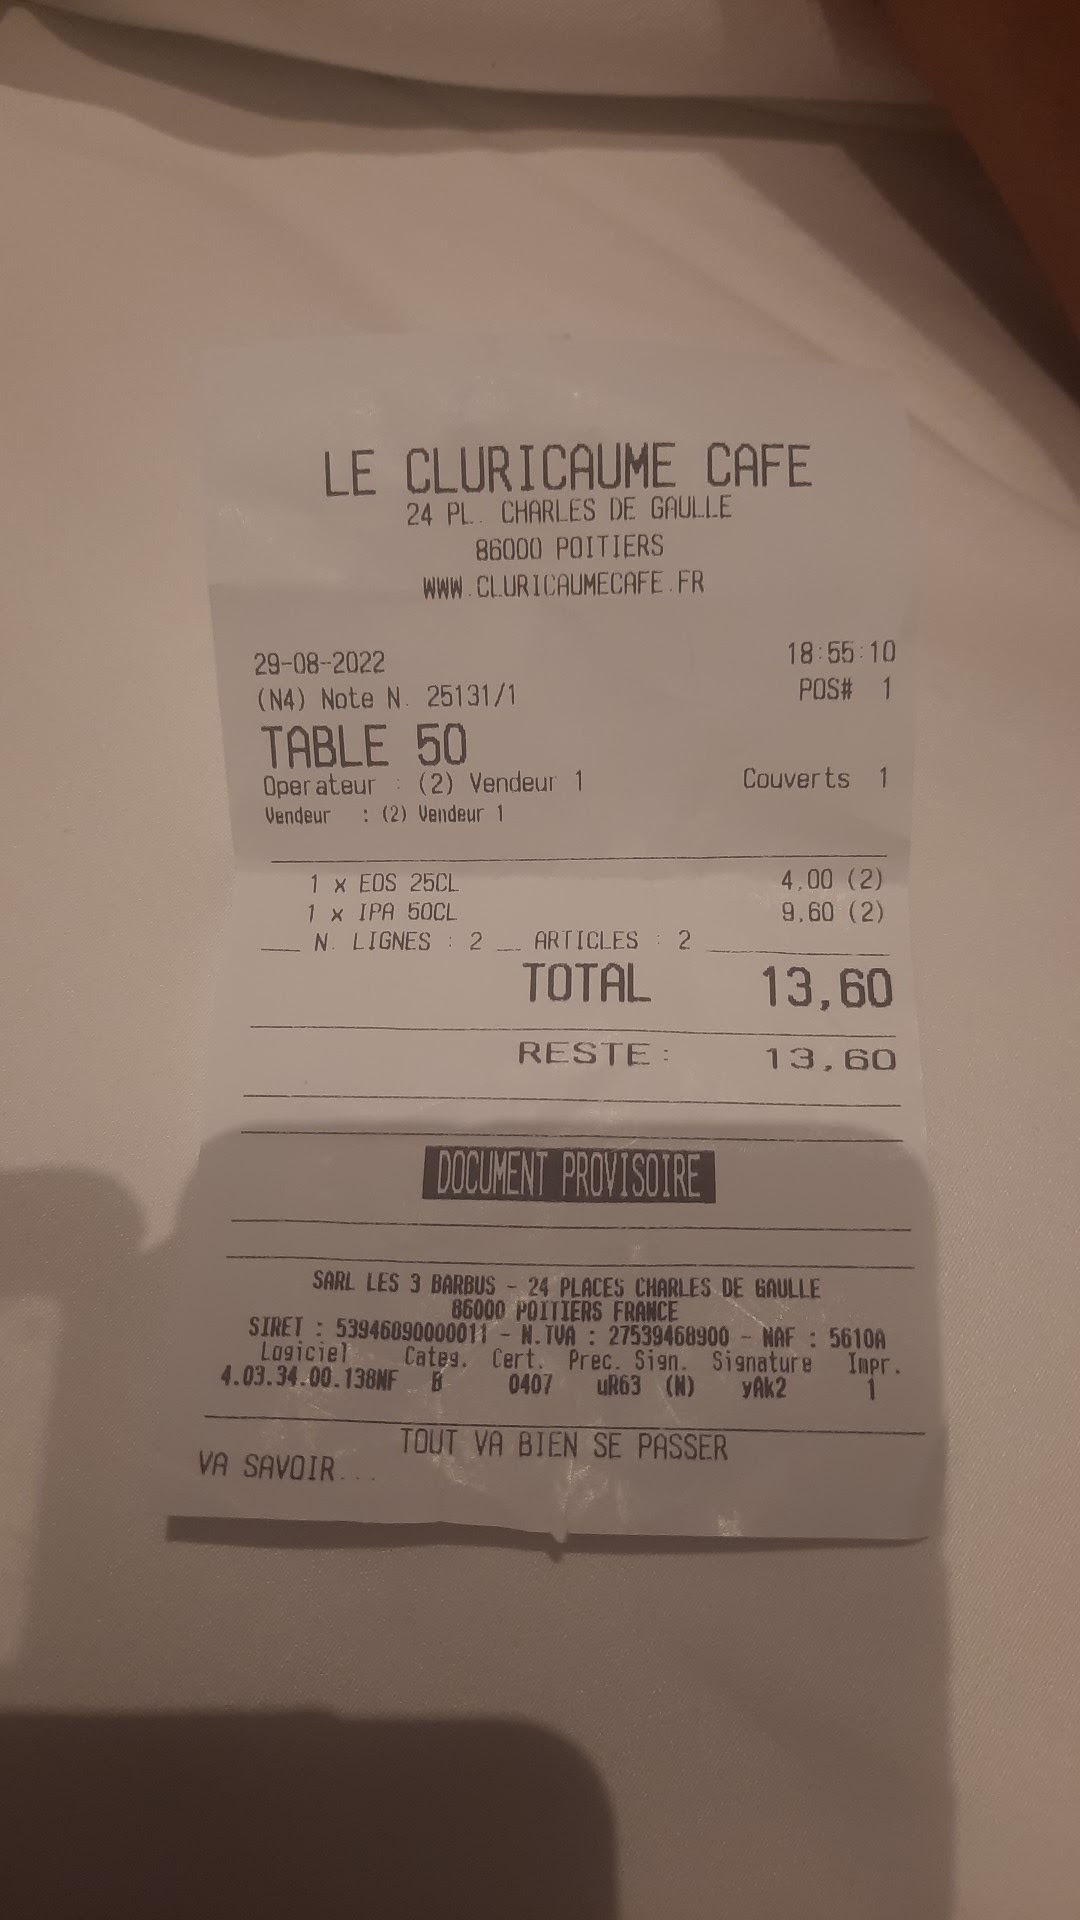 LE CLURICAUME CAFE
24 PL. CHARLES DE GAULLE
86000 POITIERS
WWW.CLURICAUMECAFE.FR
29-08-2022 18:55:10
(N4) Note N. 25131/1 POS# 1
TABLE 50
Operateur : (2) Vendeur 1 Couverts 1
Vendeur : (2) Vendeur 1
1 x EOS 25CL 4,00 (2)
1 x IPA 50CL 9,60 (2)
N. LIGNES : 2 ARTICLES : 2
TOTAL 13,60
RESTE: 13,60
DOCUMENT PROVISOIRE
SARL LES 3 BARBUS - 24 PLACES CHARLES DE GAULLE
86000 POITIERS FRANCE
SIRET : 53946890000011 - N.TVA : 27539468900 - NAF : 5610A
Logiciel Categ. Cert. Prec. Sign. Signature Impr.
4.03.34.00.138NF B 0407 uR63 (N) yAk2 1
TOUT VA BIEN SE PASSER
VA SAVOIR...